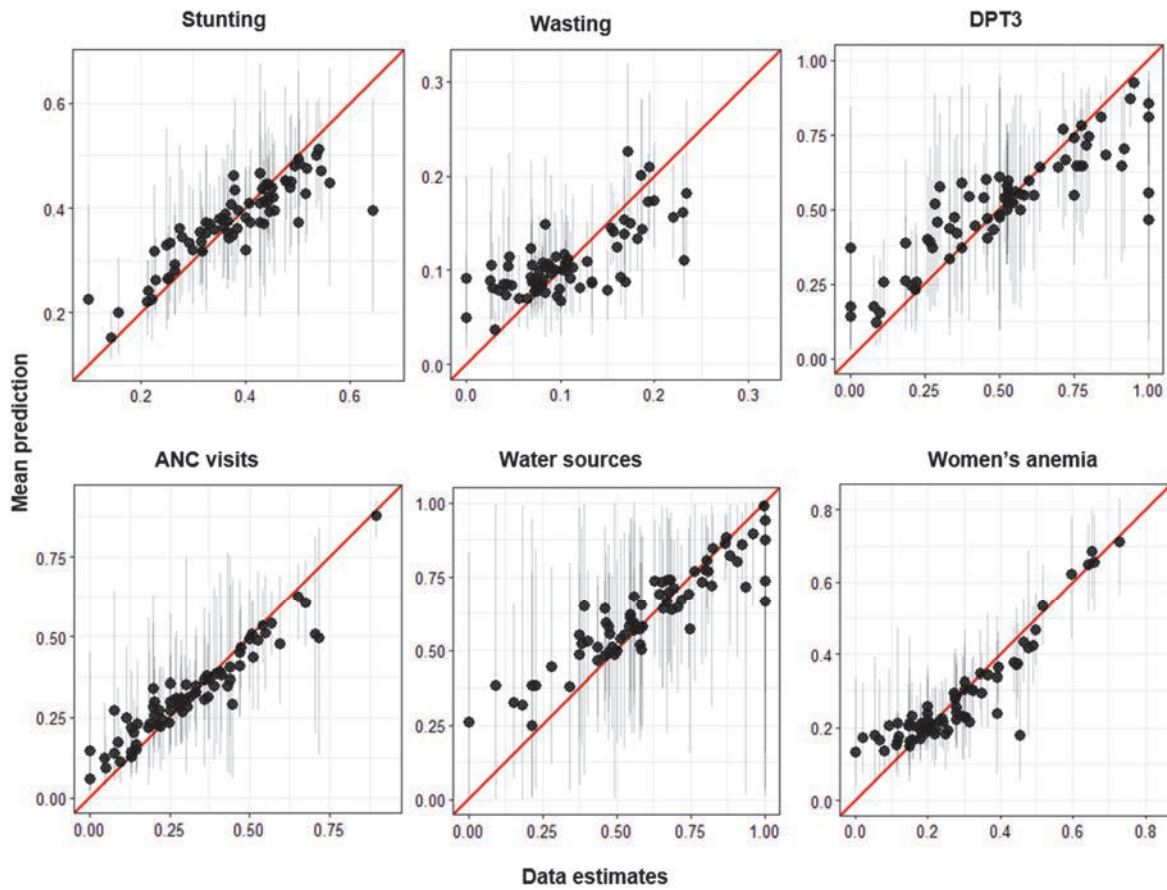 Stunting
Wasting
DPT3
0.6
0.4
0.2
0.2 0.4 0.6
0.3
0.2
0.1
0.0
0.0 0.1 0.2 0.3
1.00
0.75
0.50
0.25
0.00
0.00 0.25 0.50 0.75 1.00
Mean prediction
ANC visits
Water sources
Women's anemia
0.75
0.50
0.25
0.00
0.00 0.25 0.50 0.75
1.00
0.75
0.50
0.25
0.00
0.00 0.25 0.50 0.75 1.00
0.8
0.6
0.4
0.2
0.0
0.0 0.2 0.4 0.6 0.8
Data estimates